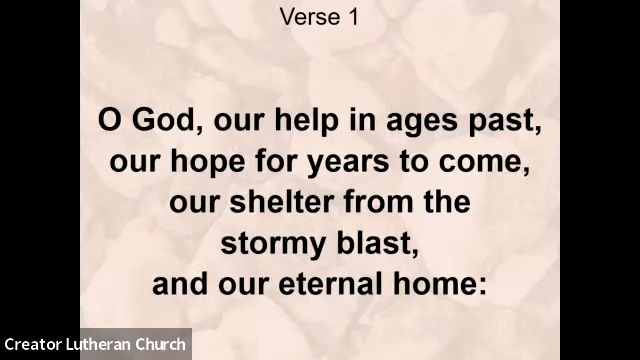 Verse 1
O God, our help in ages past,
our hope for years to come,
our shelter from the
stormy blast,
and our eternal home:
Creator Lutheran Church